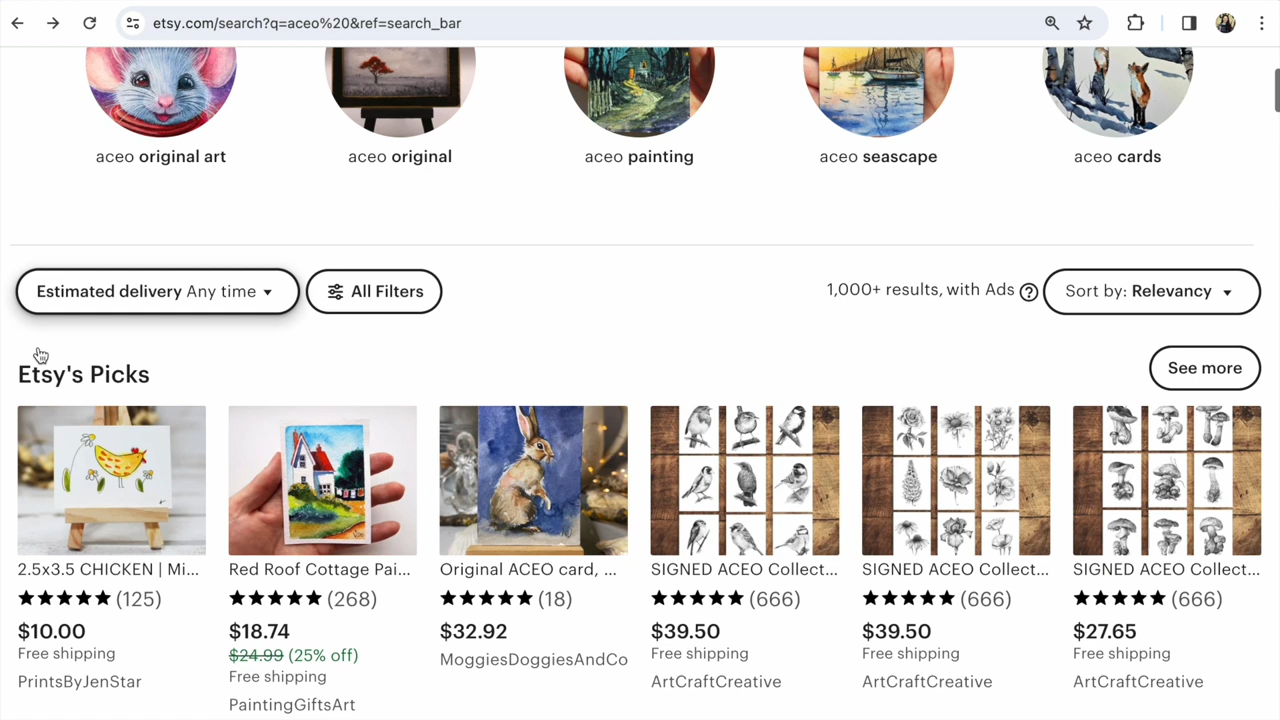 etsy.com/search?q=aceo%20&ref=search_bar
aceo original art
aceo original
aceo painting
aceo seascape
aceo cards
Estimated delivery Any time
All Filters
1,000+ results, with Ads
Sort by: Relevancy
Etsy's Picks
See more
2.5x3.5 CHICKEN | Mi...
(125)
$10.00
Free shipping
PrintsByJenStar
Red Roof Cottage Pai...
(268)
$18.74
$24.99 (25% off)
Free shipping
PaintingGiftsArt
Original ACEO card, ...
(18)
$32.92
MoggiesDoggiesAndCo
SIGNED ACEO Collect...
(666)
$39.50
Free shipping
ArtCraftCreative
SIGNED ACEO Collect...
(666)
$39.50
Free shipping
ArtCraftCreative
SIGNED ACEO Collect...
(666)
$27.65
Free shipping
ArtCraftCreative